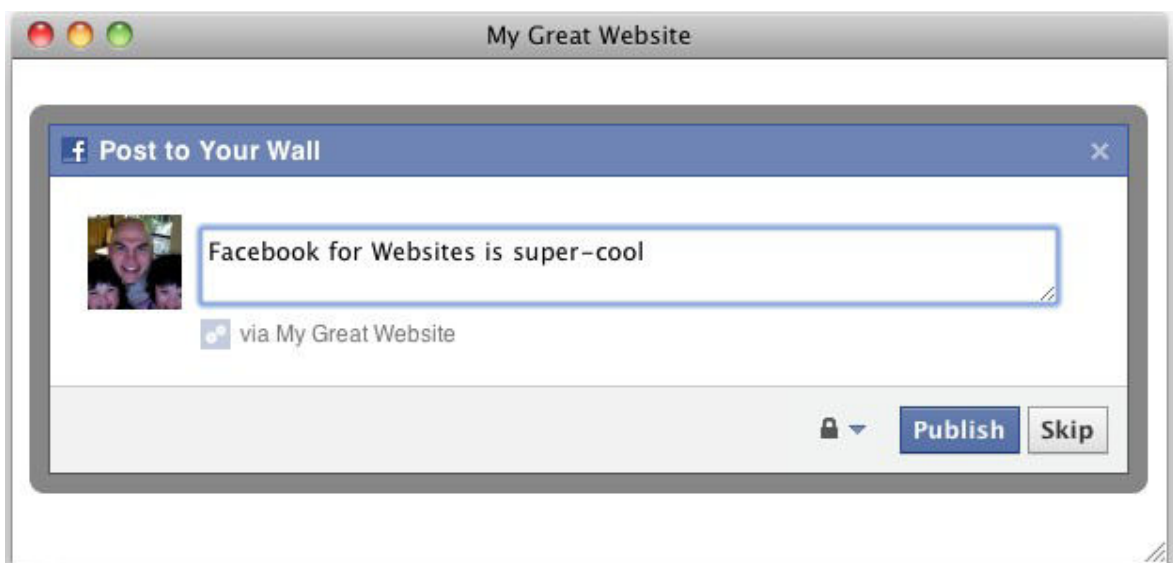 My Great Website
f Post to Your Wall ×
Facebook for Websites is super-cool
via My Great Website
Publish Skip